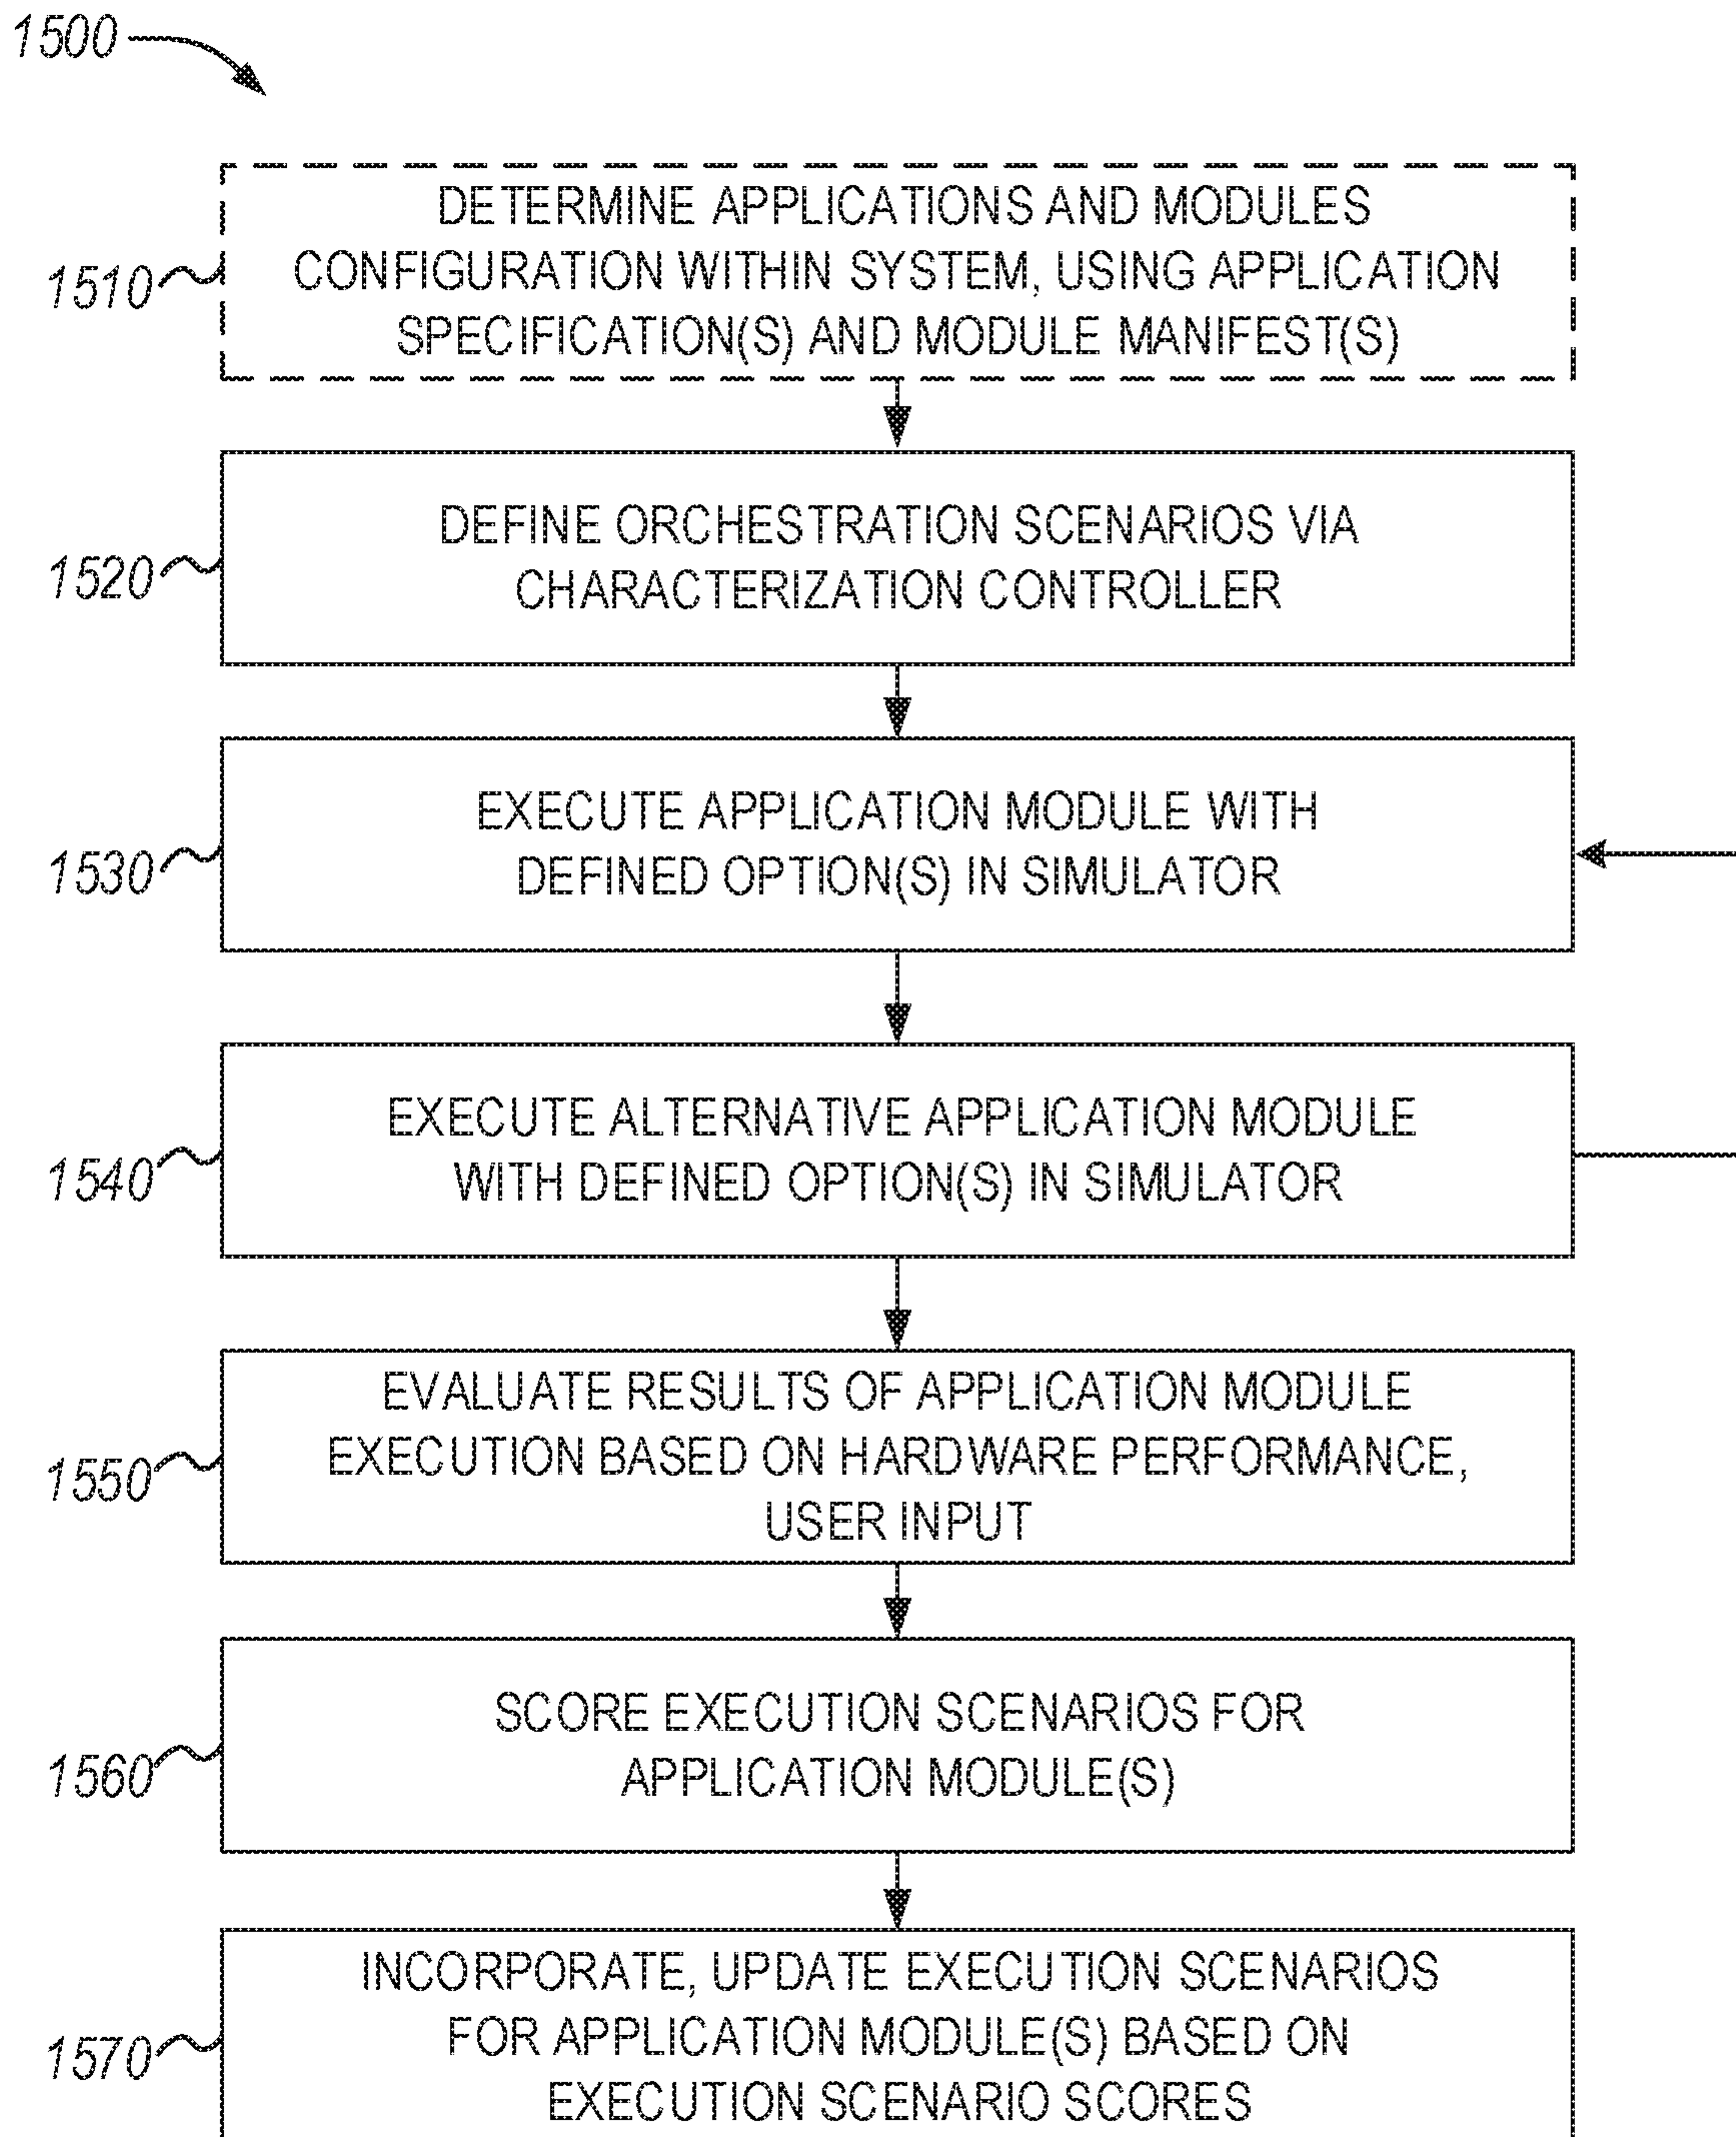 1500
DETERMINE APPLICATIONS AND MODULES
1510
CONFIGURATION WITHIN SYSTEM, USING APPLICATION
SPECIFICATION(S) AND MODULE MANIFEST(S)
DEFINE ORCHESTRATION SCENARIOS VIA
1520
CHARACTERIZATION CONTROLLER
EXECUTE APPLICATION MODULE WITH
1530
DEFINED OPTION(S) IN SIMULATOR
EXECUTE ALTERNATIVE APPLICATION MODULE
1540
WITH DEFINED OPTION(S) IN SIMULATOR
EVALUATE RESULTS OF APPLICATION MODULE
1550
EXECUTION BASED ON HARDWARE PERFORMANCE,
USER INPUT
SCORE EXECUTION SCENARIOS FOR
1560
APPLICATION MODULE(S)
INCORPORATE, UPDATE EXECUTION SCENARIOS
1570
FOR APPLICATION MODULE(S) BASED ON
EXECUTION SCENARIO SCORES